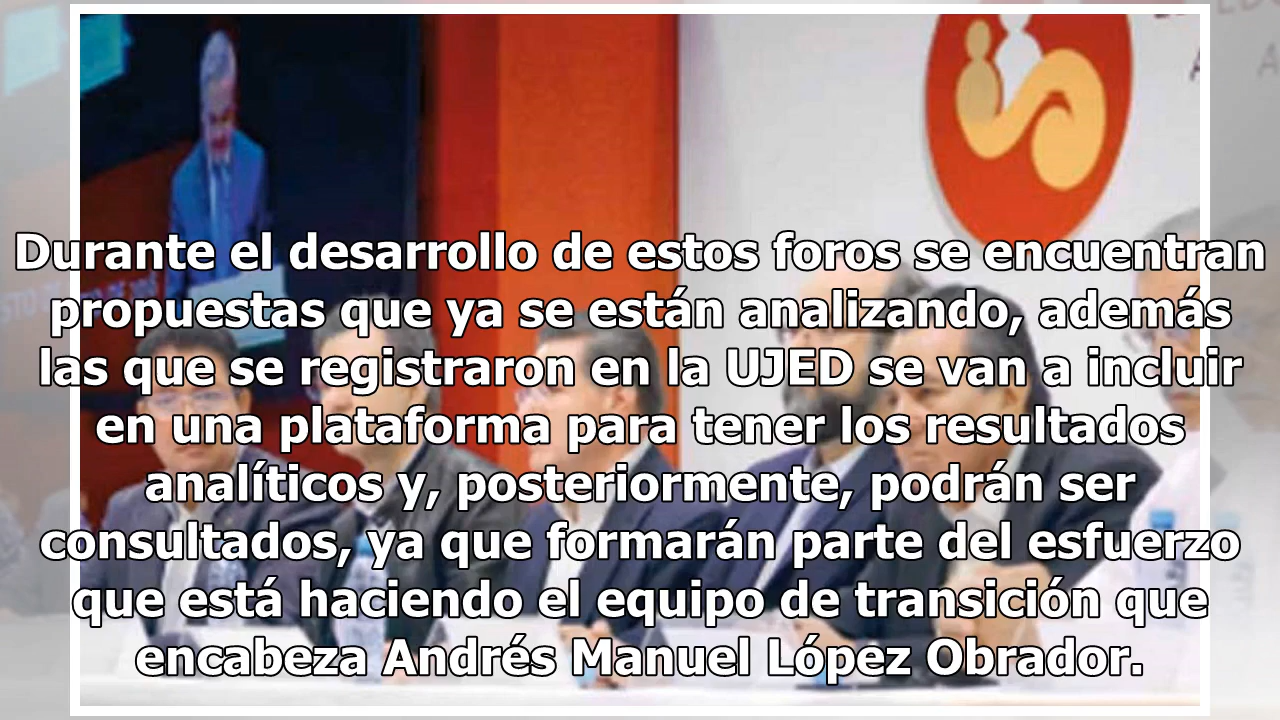 Durante el desarrollo de estos foros se encuentran
propuestas que ya se están analizando, además
las que se registraron en la UJED se van a incluir
en una plataforma para tener los resultados
analíticos y, posteriormente, podrán ser
consultados, ya que formarán parte del esfuerzo
que está haciendo el equipo de transición que
encabeza Andrés Manuel López Obrador.